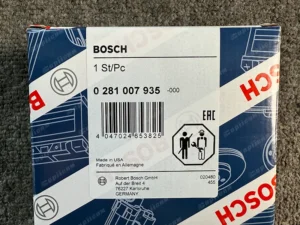 BOSCH
1 St/Pc
0 281 007 935 -000
EAC
4 047024 653825
Made in USA
Fabriqué en Allemagne
Robert Bosch GmbH
Auf der Breit 4
76227 Karlsruhe
GERMANY
BOSCH